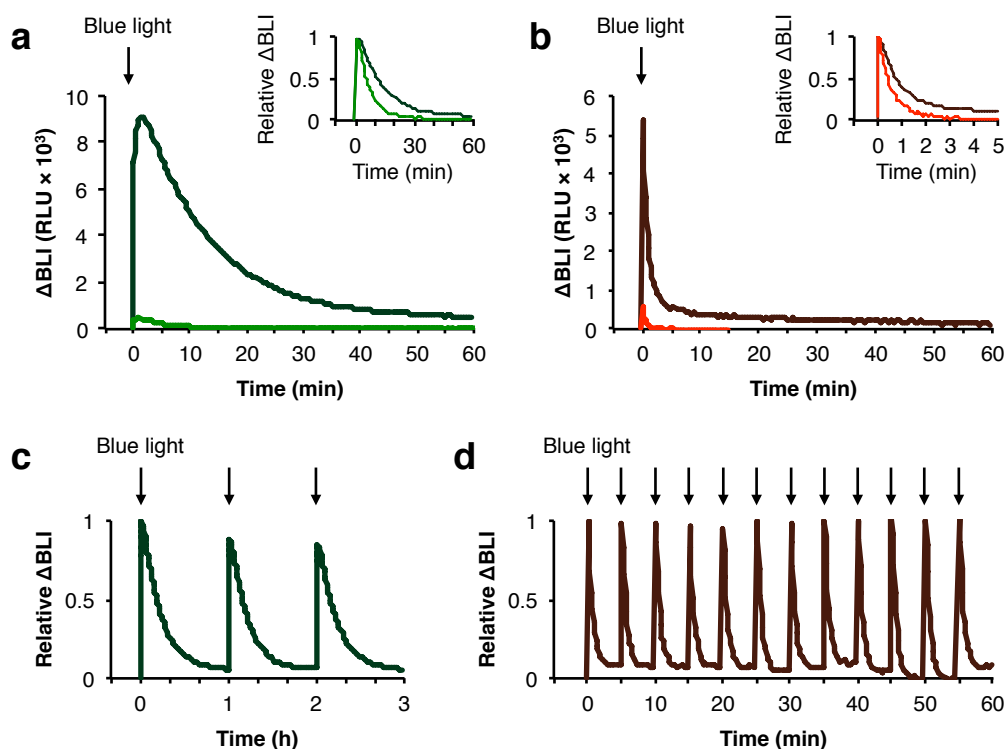 a
Blue light
ΔBLI (RLU × 10³)
10
8
6
4
2
0
0 10 20 30 40 50 60
Time (min)
Relative ΔBLI
1
0.5
0
0 30 60
Time (min)
b
Blue light
ΔBLI (RLU × 10³)
6
5
4
3
2
1
0
0 10 20 30 40 50 60
Time (min)
Relative ΔBLI
1
0.5
0
0 1 2 3 4 5
Time (min)
c
Blue light
Relative ΔBLI
1
0.5
0
0 1 2 3
Time (h)
d
Blue light
Relative ΔBLI
1
0.5
0
0 10 20 30 40 50 60
Time (min)